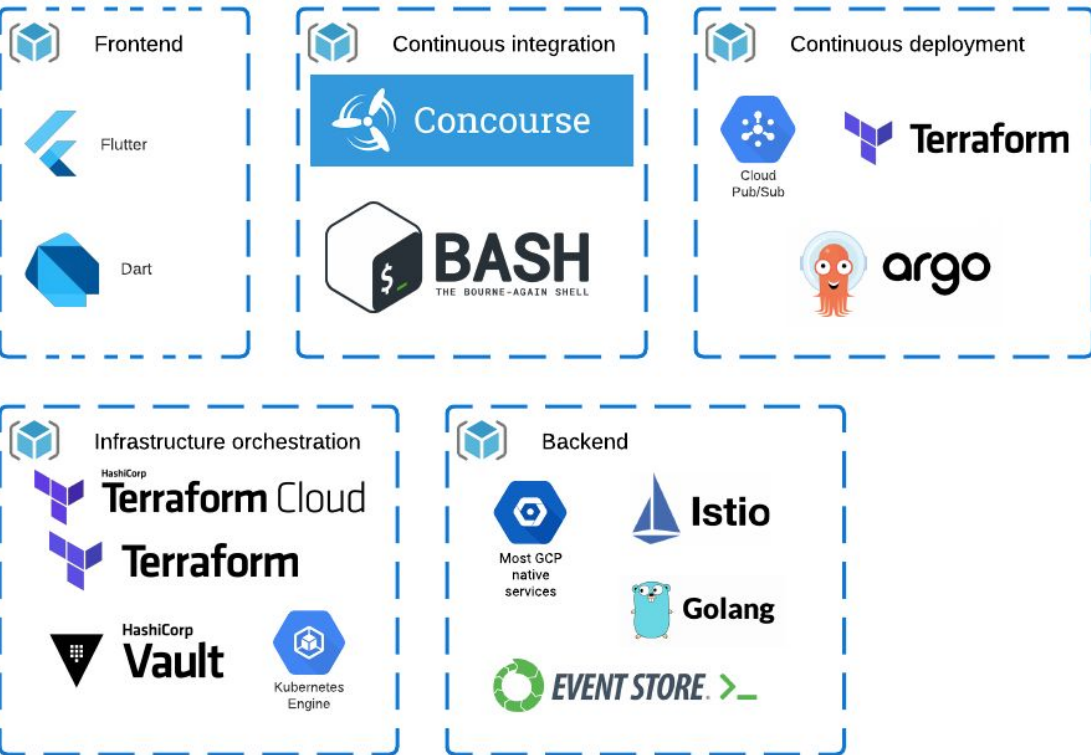 Frontend
Flutter
Dart
Continuous integration
Concourse
$_
BASH
THE BOURNE-AGAIN SHELL
Continuous deployment
Cloud
Pub/Sub
Terraform
argo
Infrastructure orchestration
HashiCorp
Terraform Cloud
Terraform
HashiCorp
Vault
Kubernetes
Engine
Backend
Most GCP
native
services
Istio
Golang
EVENT STORE® >_